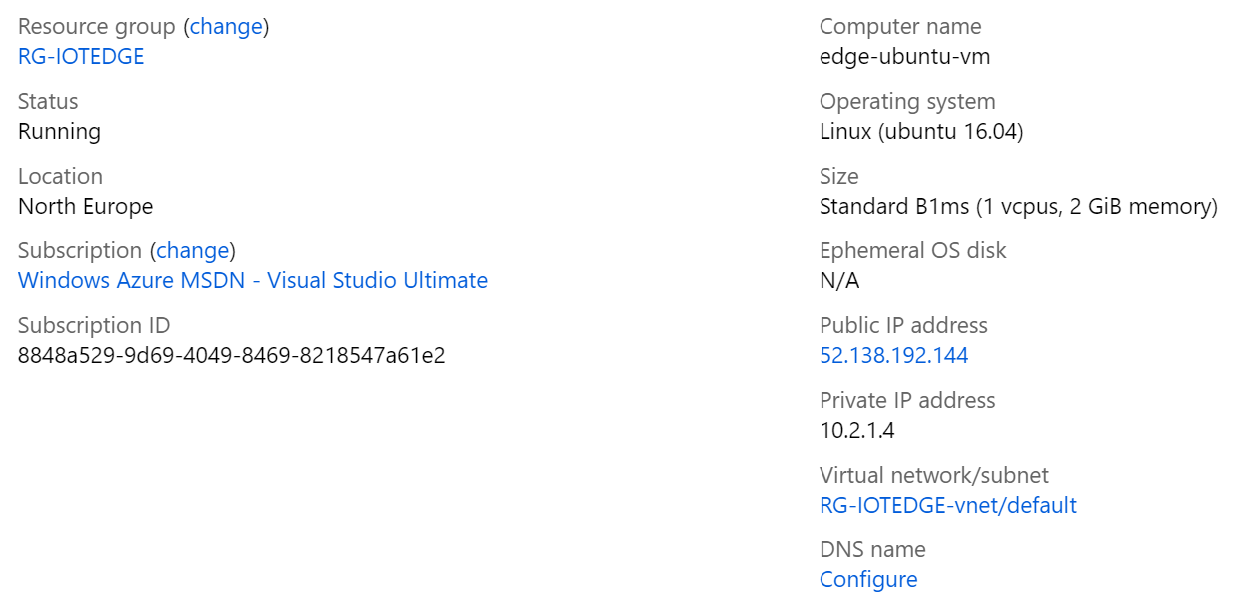 Resource group (change)
RG-IOTEDGE
Status
Running
Location
North Europe
Subscription (change)
Windows Azure MSDN - Visual Studio Ultimate
Subscription ID
8848a529-9d69-4049-8469-8218547a61e2
Computer name
edge-ubuntu-vm
Operating system
Linux (ubuntu 16.04)
Size
Standard B1ms (1 vcpus, 2 GiB memory)
Ephemeral OS disk
N/A
Public IP address
52.138.192.144
Private IP address
10.2.1.4
Virtual network/subnet
RG-IOTEDGE-vnet/default
DNS name
Configure